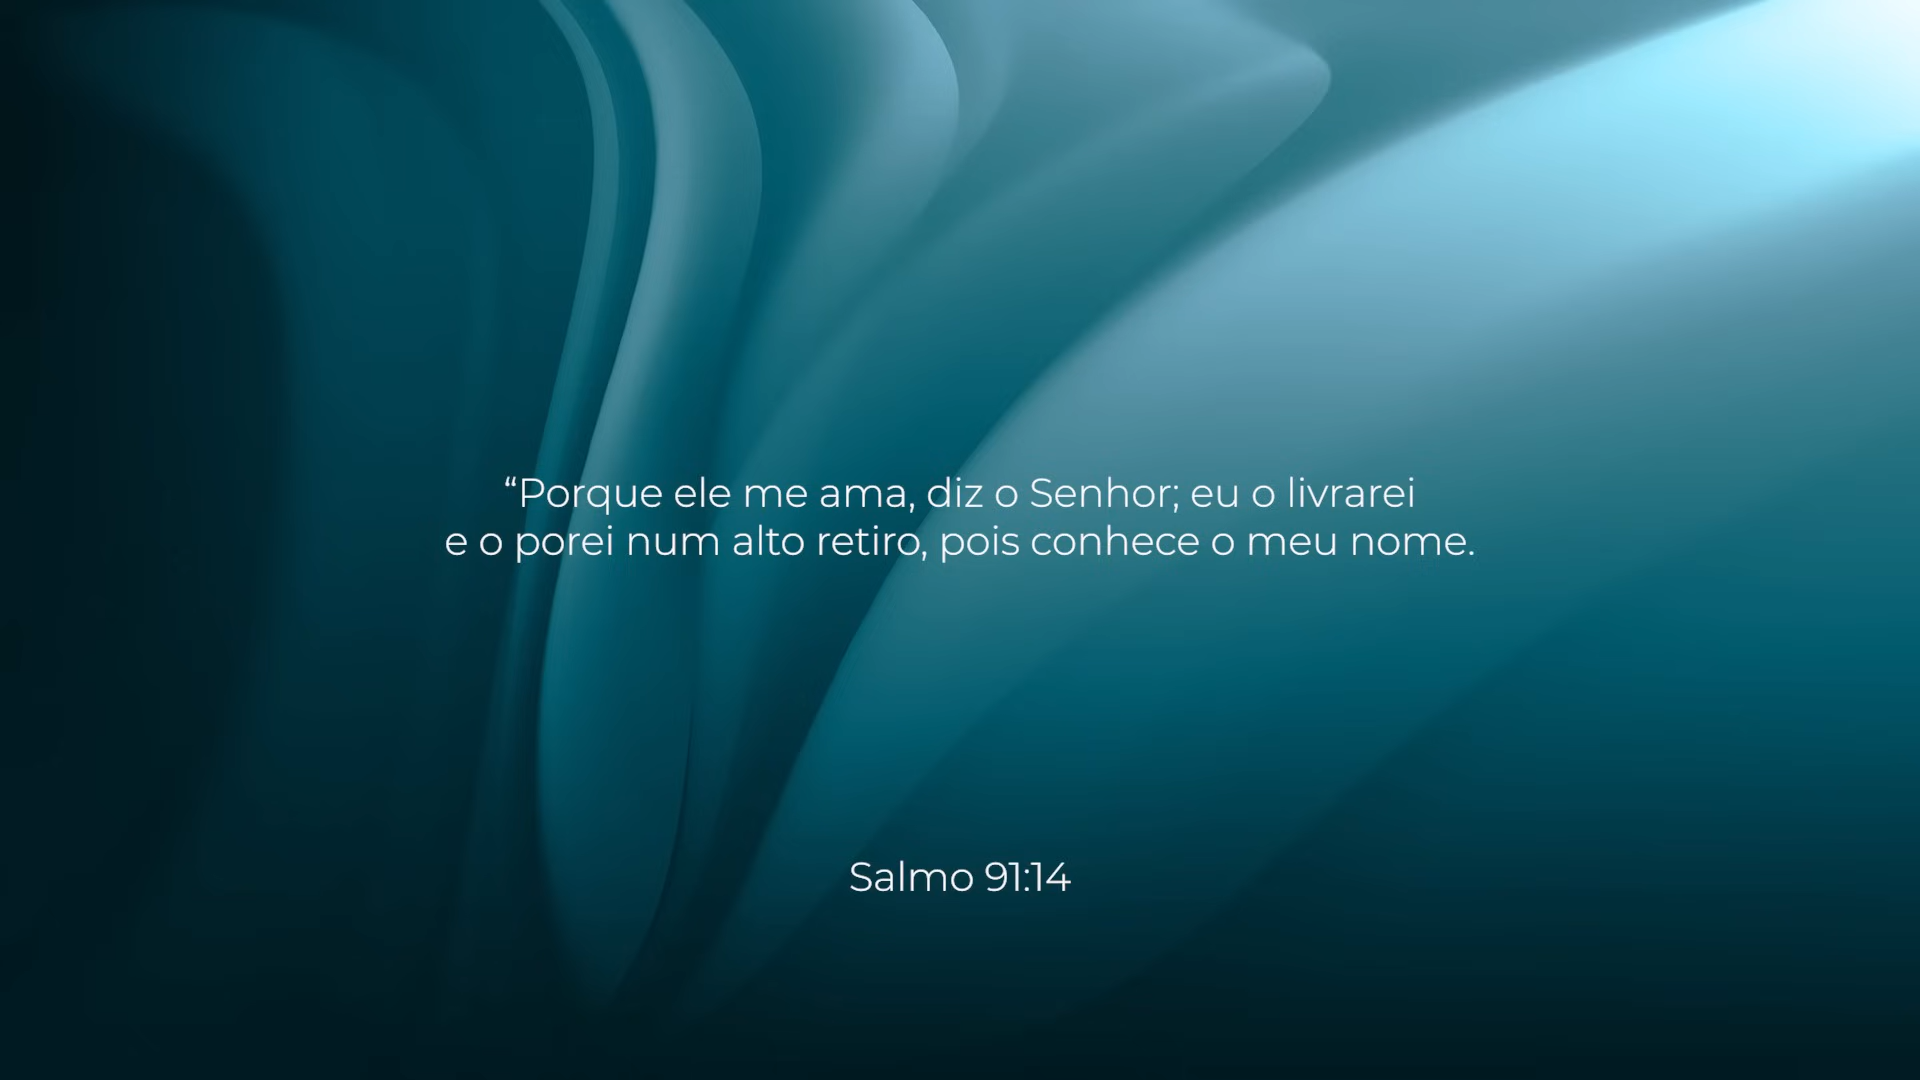 “Porque ele me ama, diz o Senhor; eu o livrarei
e o porei num alto retiro, pois conhece o meu nome.
Salmo 91:14